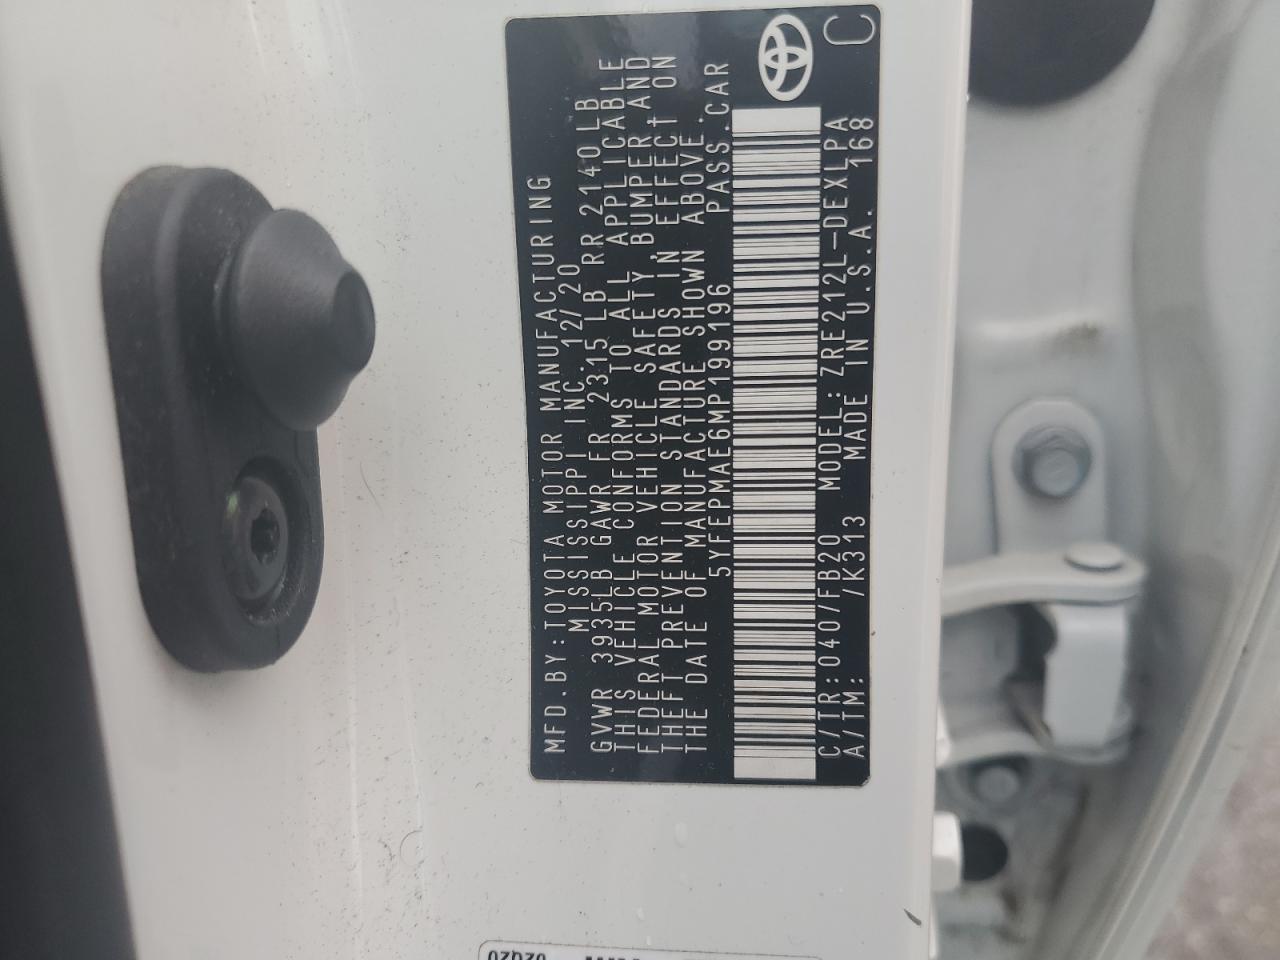 MFD.BY:TOYOTA MOTOR MANUFACTURING
MISSISSIPPI INC. 12/20
GVWR 3935LB GAWR FR 2315LB RR 2140LB
THIS VEHICLE CONFORMS TO ALL APPLICABLE
FEDERAL MOTOR VEHICLE SAFETY, BUMPER, AND
THEFT PREVENTION STANDARDS IN EFFECT ON
THE DATE OF MANUFACTURE SHOWN ABOVE.
5YFEPMAE6MP199196 PASS.CAR
C/TR:040/FB20 MODEL:ZRE212L-DEXLPA
A/TM: /K313 MADE IN U.S.A. 168
C